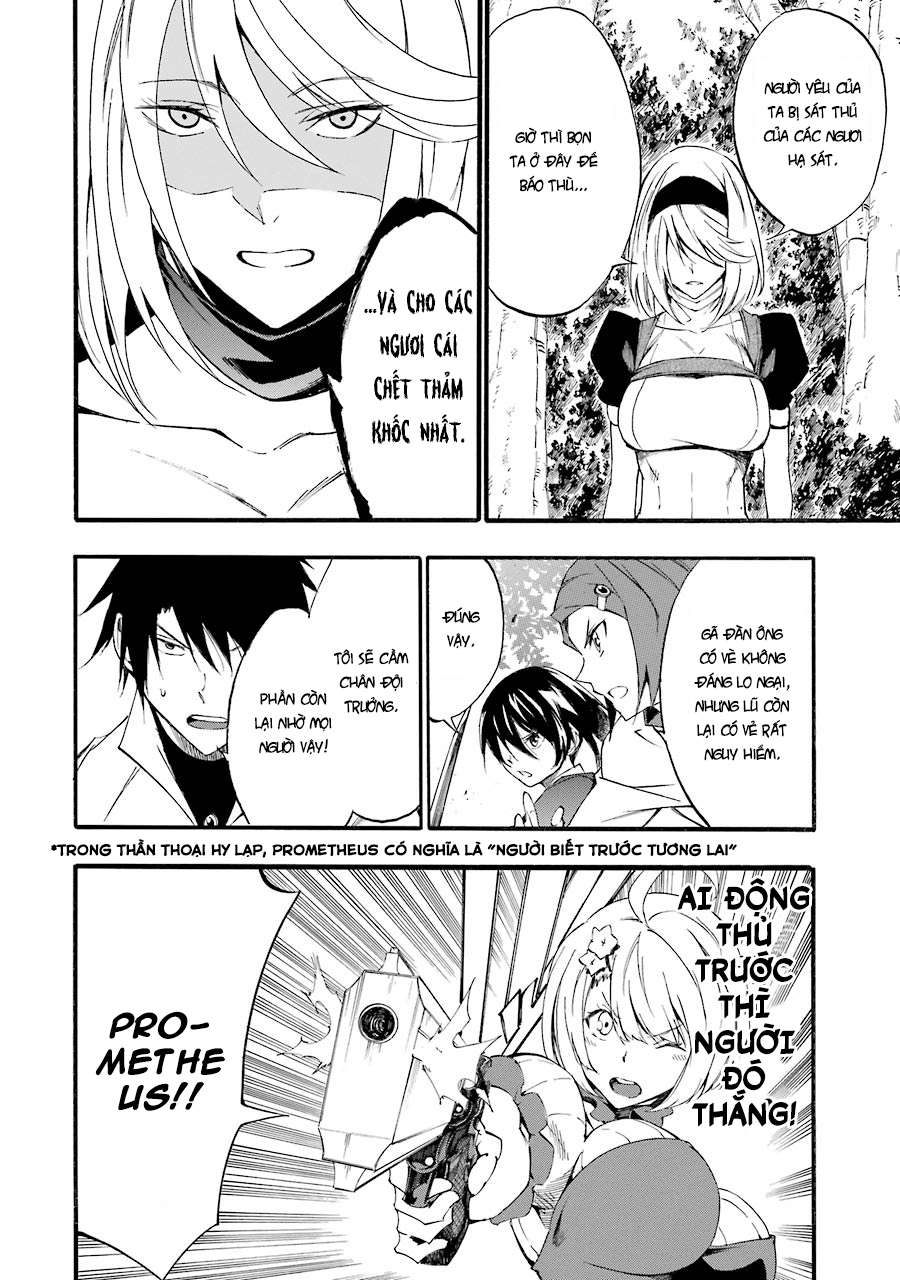 NGƯỜI YÊU CỦA
TA BỊ SÁT THỦ
CỦA CÁC NGƯƠI
HẠ SÁT.
GIỜ THÌ BỌN
TA Ở ĐÂY ĐỂ
BÁO THÙ...
...VÀ CHO CÁC
NGƯƠI CÁI
CHẾT THẢM
KHỐC NHẤT.
GÃ ĐÀN ÔNG
CÓ VẺ KHÔNG
ĐÁNG LO NGẠI,
NHƯNG LŨ CÒN
LẠI CÓ VẺ RẤT
NGUY HIỂM.
ĐÚNG
VẬY.
TÔI SẼ CẦM
CHÂN ĐỘI
TRƯỞNG.
PHẦN CÒN
LẠI NHỜ MỌI
NGƯỜI VẬY!
*TRONG THẦN THOẠI HY LẠP, PROMETHEUS CÓ NGHĨA LÀ "NGƯỜI BIẾT TRƯỚC TƯƠNG LAI"
AI ĐỘNG
THỦ
TRƯỚC
THÌ
NGƯỜI
ĐÓ
THẮNG!
PRO-
METHE
US!!